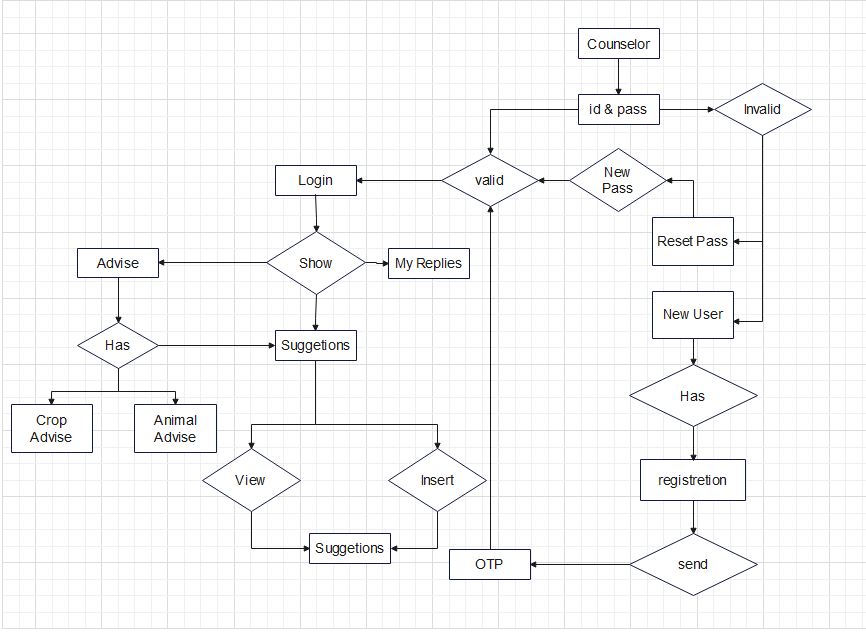 Counselor
id & pass
Invalid
New
Pass
valid
Login
Reset Pass
Advise
Show
My Replies
New User
Has
Suggetions
Has
Crop
Advise
Animal
Advise
View
Insert
registretion
Suggetions
OTP
send